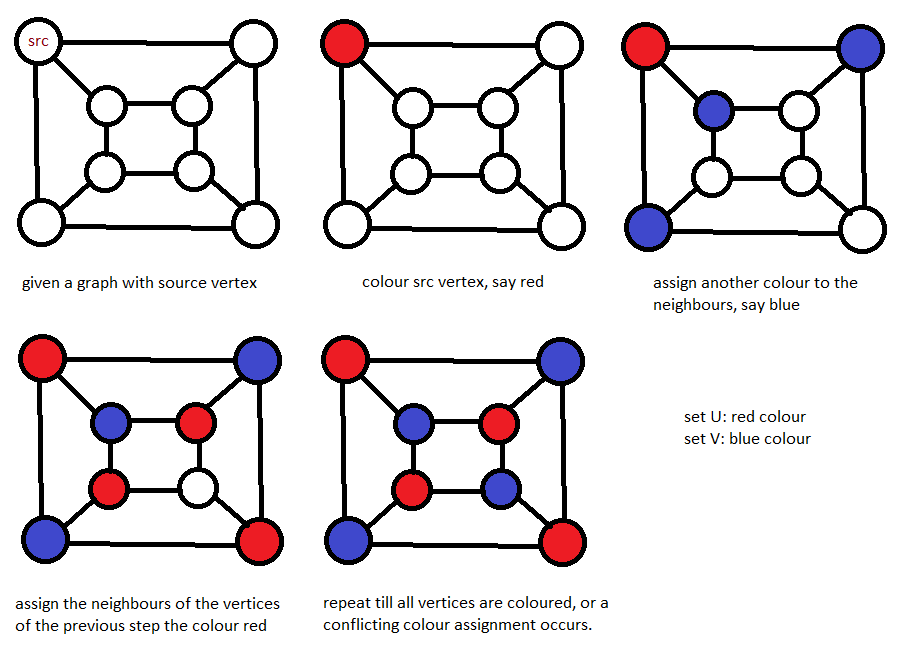 src
given a graph with source vertex
colour src vertex, say red
assign another colour to the
neighbours, say blue
assign the neighbours of the vertices
of the previous step the colour red
repeat till all vertices are coloured, or a
conflicting colour assignment occurs.
set U: red colour
set V: blue colour